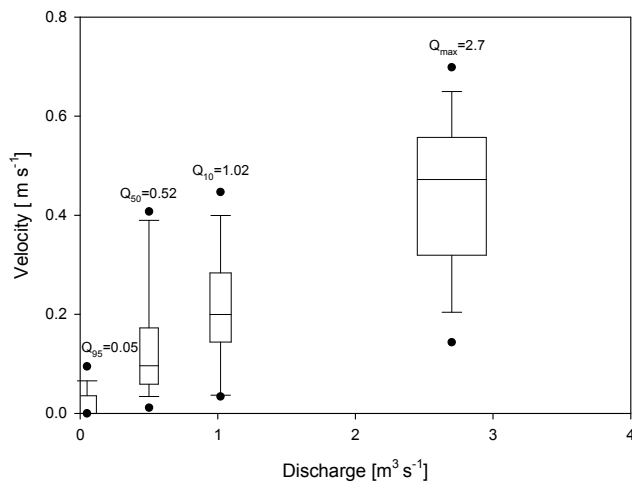 0.8
Qmax=2.7
0.6
Q10=1.02
Q50=0.52
0.4
Velocity [ m s-1]
0.2
Q95=0.05
0.0
0 1 2 3 4
Discharge [m3 s-1]